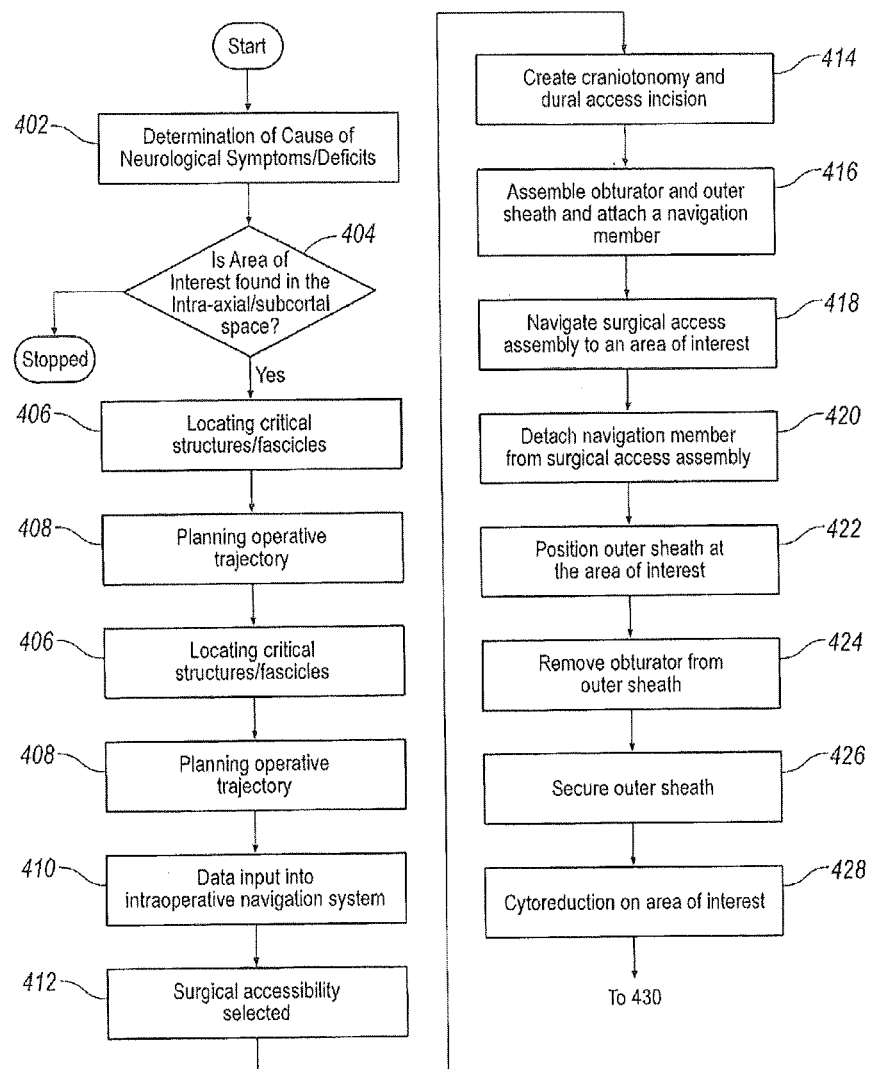 Start
402
Determination of Cause of
Neurological Symptoms/Deficits
404
Is Area of
Interest found in the
Intra-axial/subcortal
space?
Stopped
Yes
406
Locating critical
structures/fascicles
408
Planning operative
trajectory
406
Locating critical
structures/fascicles
408
Planning operative
trajectory
410
Data input into
intraoperative navigation system
412
Surgical accessibility
selected
414
Create craniotonomy and
dural access incision
416
Assemble obturator and outer
sheath and attach a navigation
member
418
Navigate surgical access
assembly to an area of interest
420
Detach navigation member
from surgical access assembly
422
Position outer sheath at
the area of interest
424
Remove obturator from
outer sheath
426
Secure outer sheath
428
Cytoreduction on area of interest
To 430